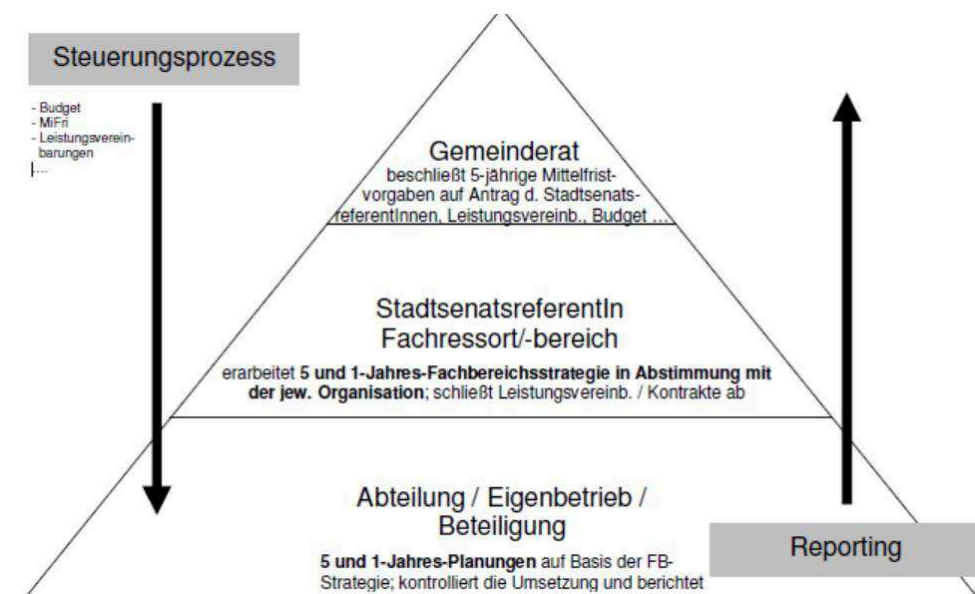 Steuerungsprozess
- Budget
- MiFri
- Leistungsverein-
barungen
....
Gemeinderat
beschließt 5-jährige Mittelfrist-
vorgaben auf Antrag d. Stadtsenats-
referentInnen, Leistungsvereinb., Budget ...
StadtsenatsreferentIn
Fachressort/-bereich
erarbeitet 5 und 1-Jahres-Fachbereichsstrategie in Abstimmung mit
der jew. Organisation; schließt Leistungsvereinb. / Kontrakte ab
Abteilung / Eigenbetrieb /
Beteiligung
5 und 1-Jahres-Planungen auf Basis der FB-
Strategie; kontrolliert die Umsetzung und berichtet
Reporting